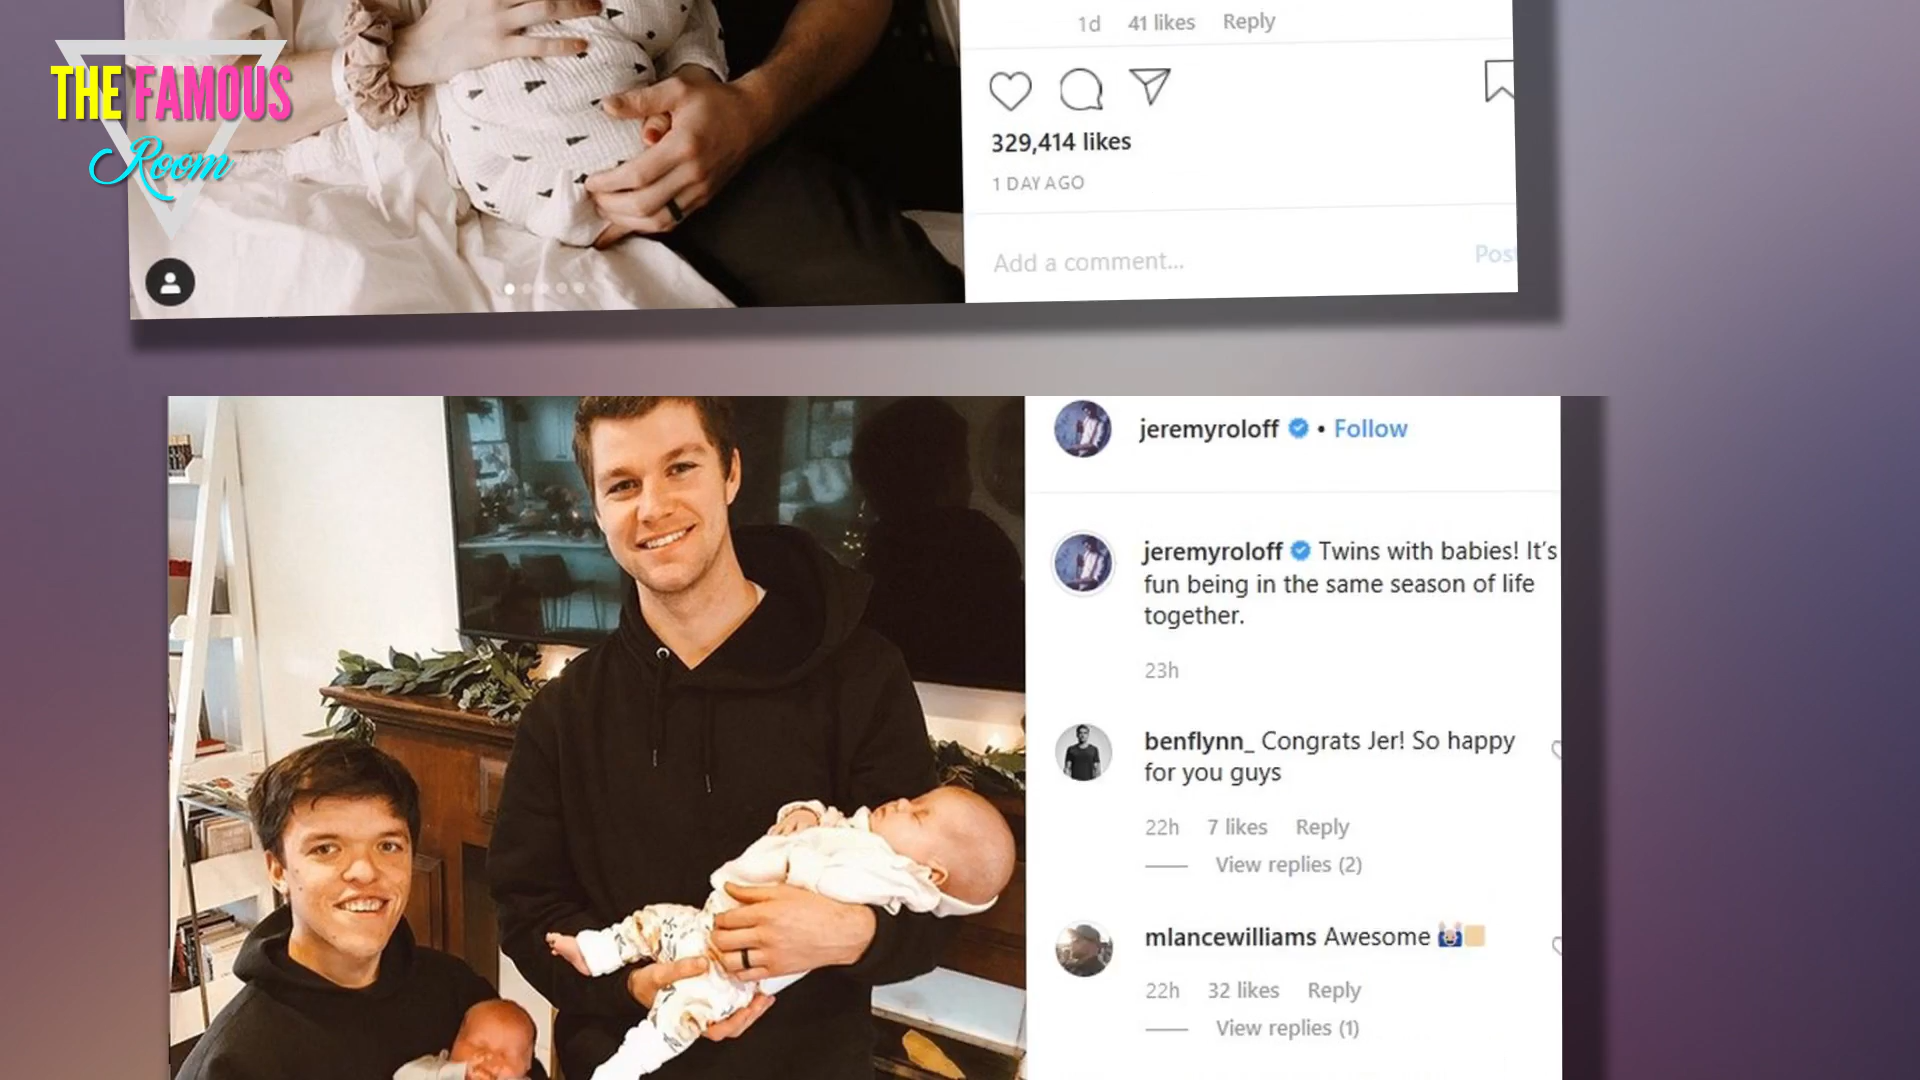 THE FAMOUS
Room
1d 41 likes Reply
329,414 likes
1 DAY AGO
Add a comment...
Post
jeremyroloff • Follow
jeremyroloff Twins with babies! It's
fun being in the same season of life
together.
23h
benflynn_ Congrats Jer! So happy
for you guys
22h 7 likes Reply
View replies (2)
mlancewilliams Awesome
22h 32 likes Reply
View replies (1)